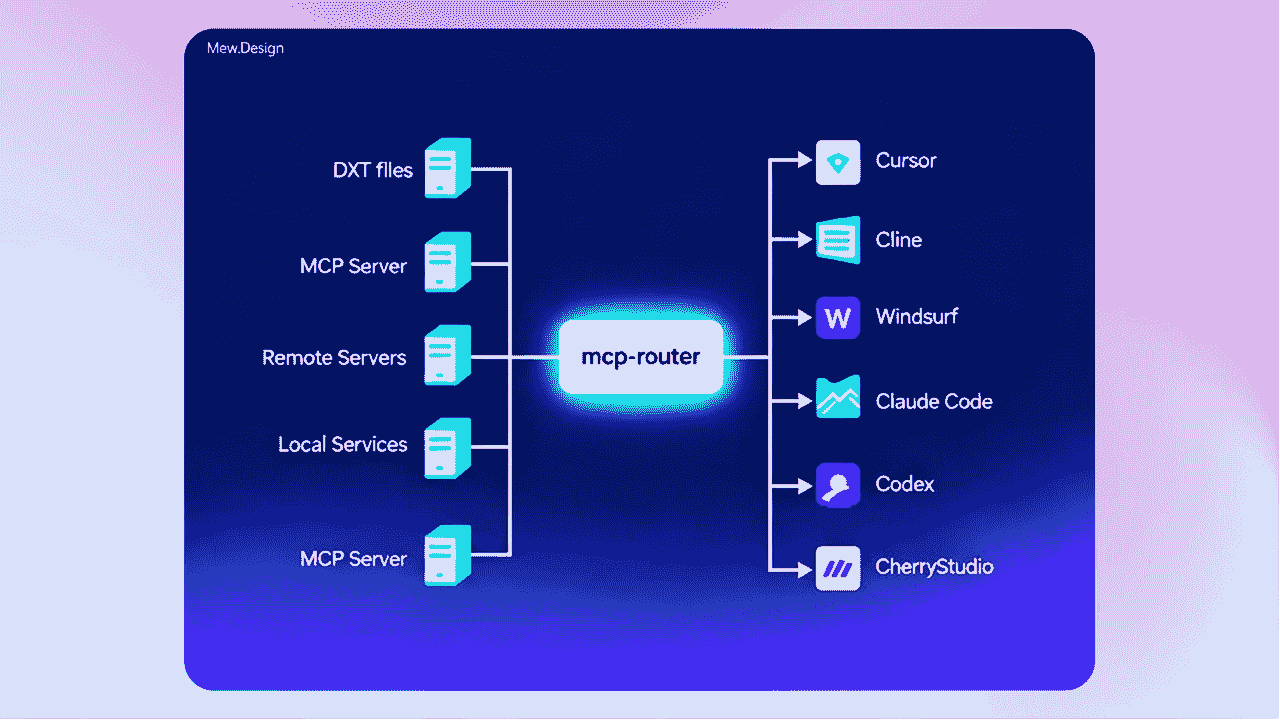 Mew.Design
DXT files
MCP Server
Remote Servers
Local Services
MCP Server
mcp-router
Cursor
Cline
W
Windsurf
Claude Code
Codex
CherryStudio